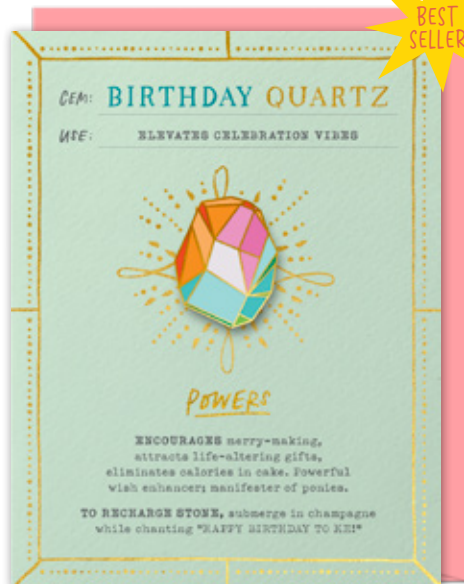 BEST
SELLER
GEM: BIRTHDAY QUARTZ
USE: ELEVATES CELEBRATION VIBES
POWERS
ENCOURAGES merry-making,
attracts life-altering gifts,
eliminates calories in cake. Powerful
wish enhancer; manifester of ponies.
TO RECHARGE STONE, submerge in champagne
while chanting "HAPPY BIRTHDAY TO ME!"